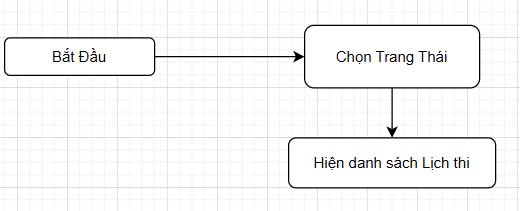 Bắt Đầu
Chọn Trang Thái
Hiện danh sách Lịch thi